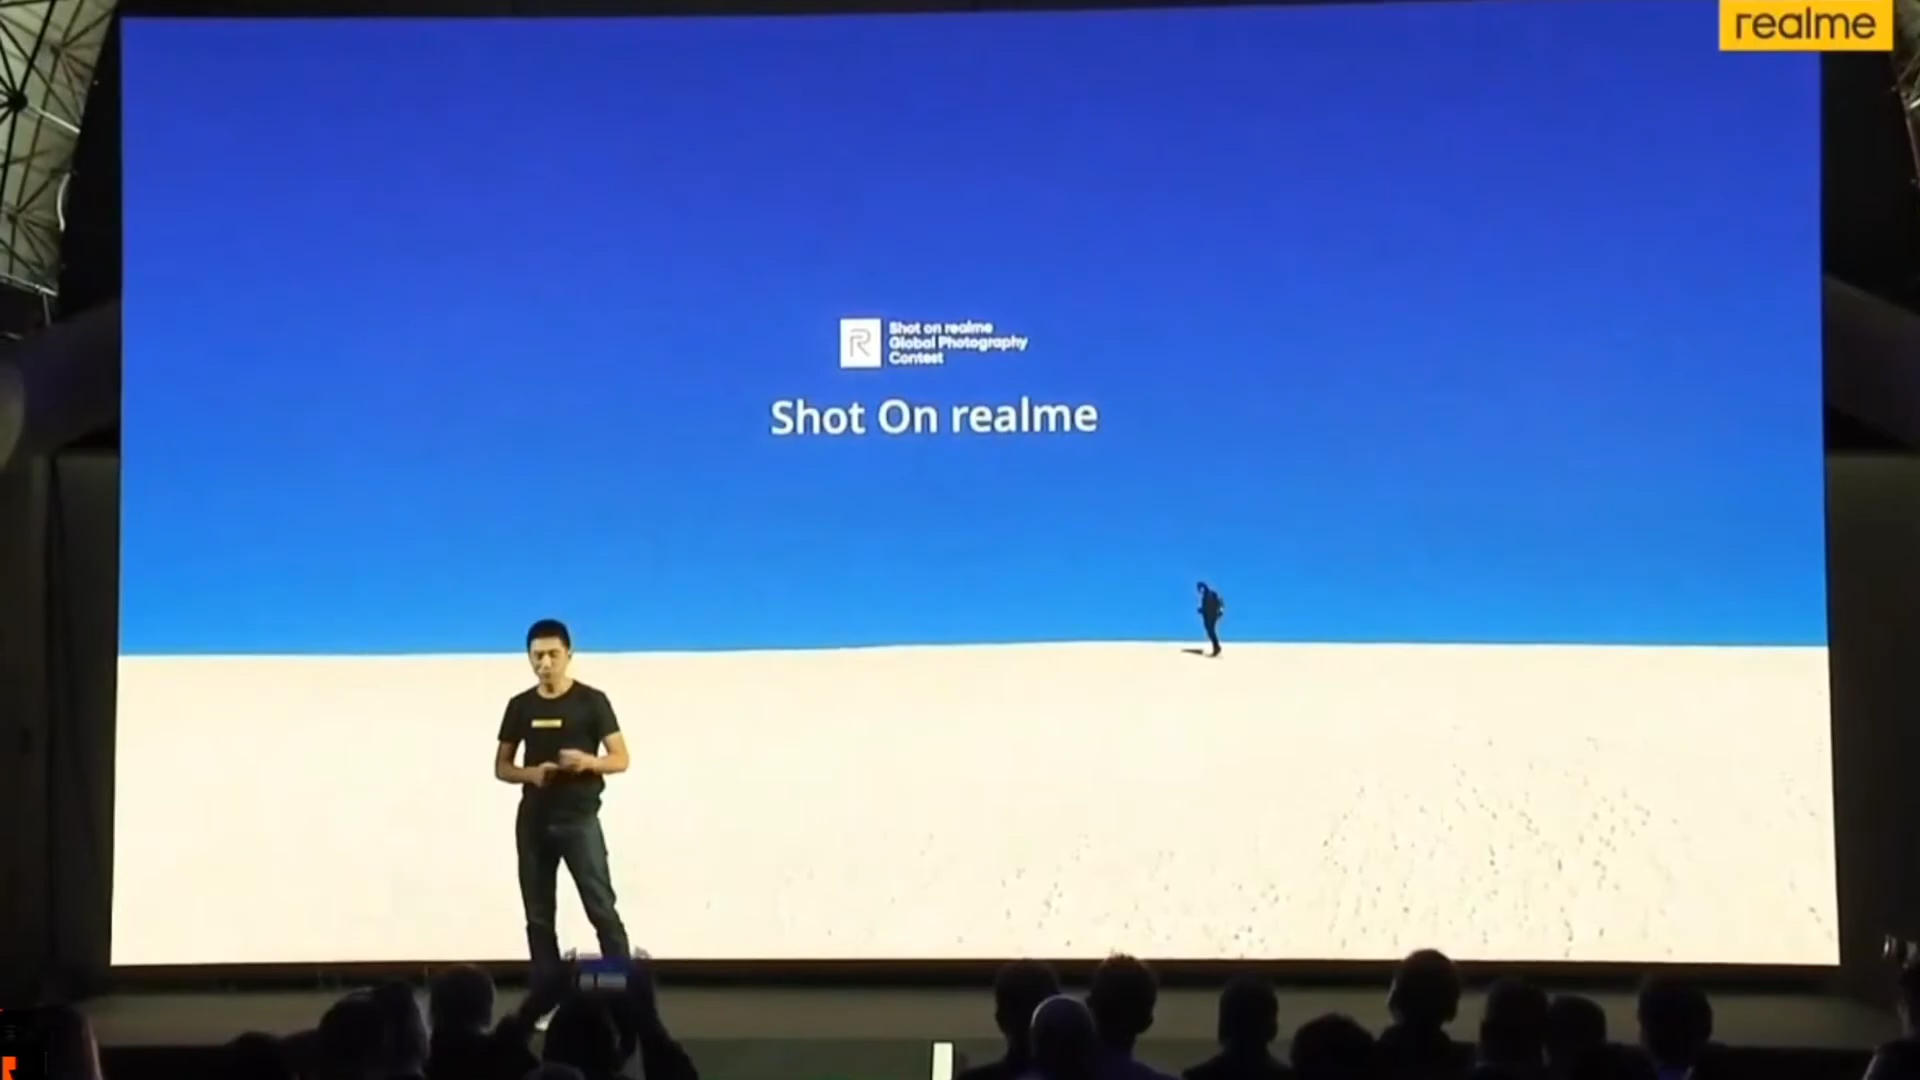 realme
R
Shot on realme
Global Photography
Contest
Shot On realme